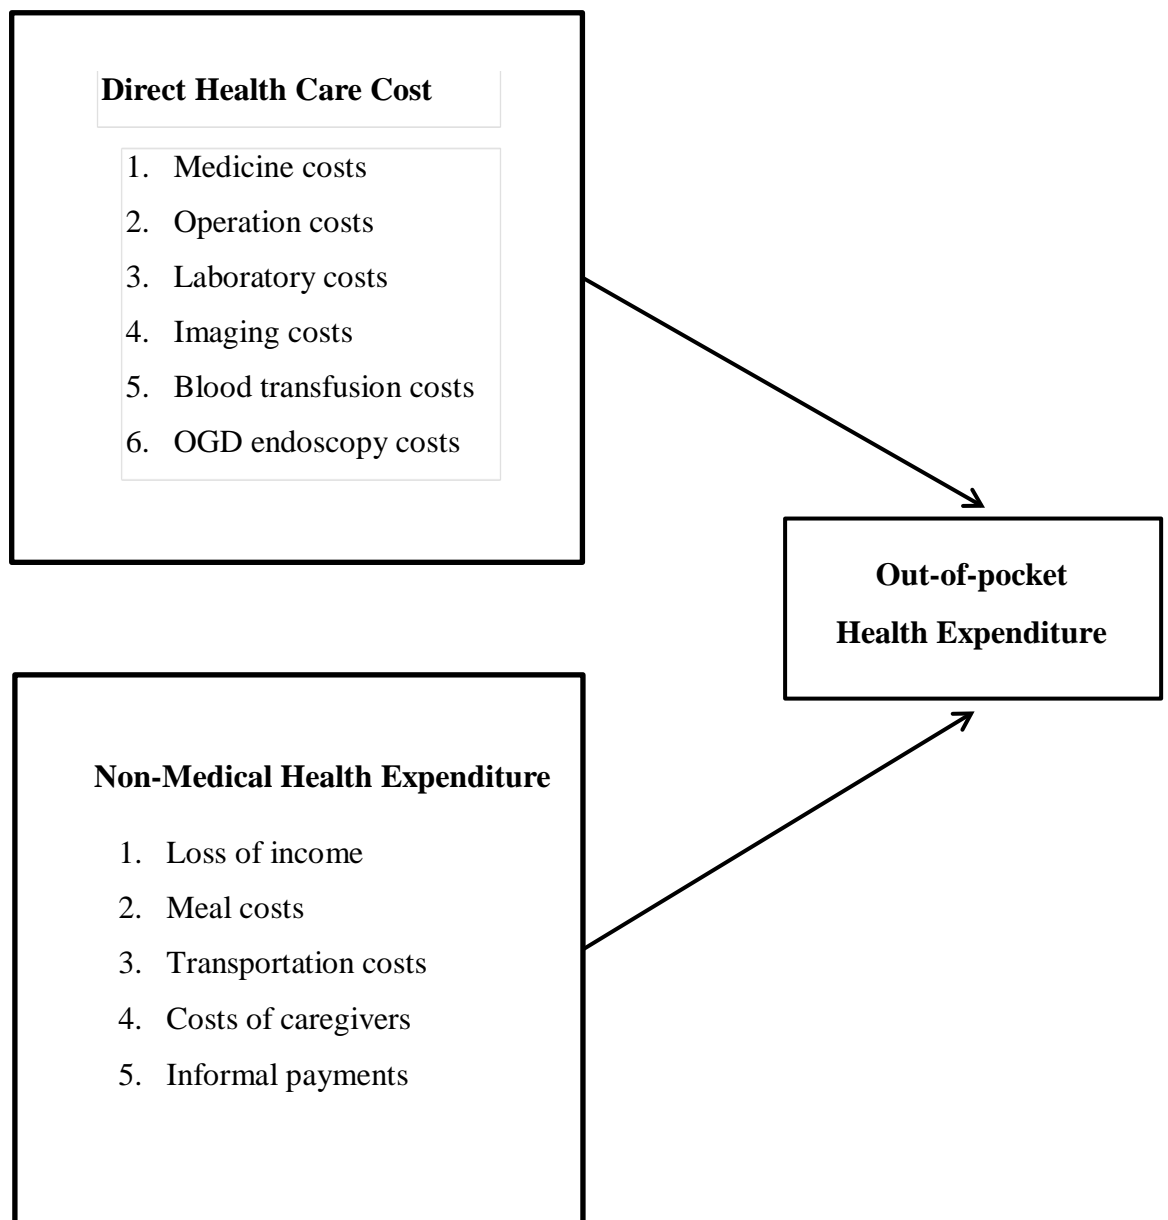 Direct Health Care Cost
1. Medicine costs
2. Operation costs
3. Laboratory costs
4. Imaging costs
5. Blood transfusion costs
6. OGD endoscopy costs
Out-of-pocket
Health Expenditure
Non-Medical Health Expenditure
1. Loss of income
2. Meal costs
3. Transportation costs
4. Costs of caregivers
5. Informal payments